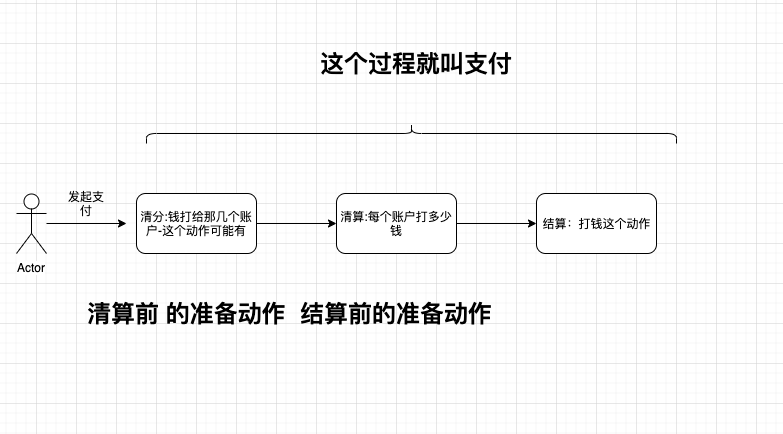 这个过程就叫支付
发起支
付
清分:钱打给那几个账
户-这个动作可能有
清算:每个账户打多少
钱
结算：打钱这个动作
Actor
清算前 的准备动作 结算前的准备动作